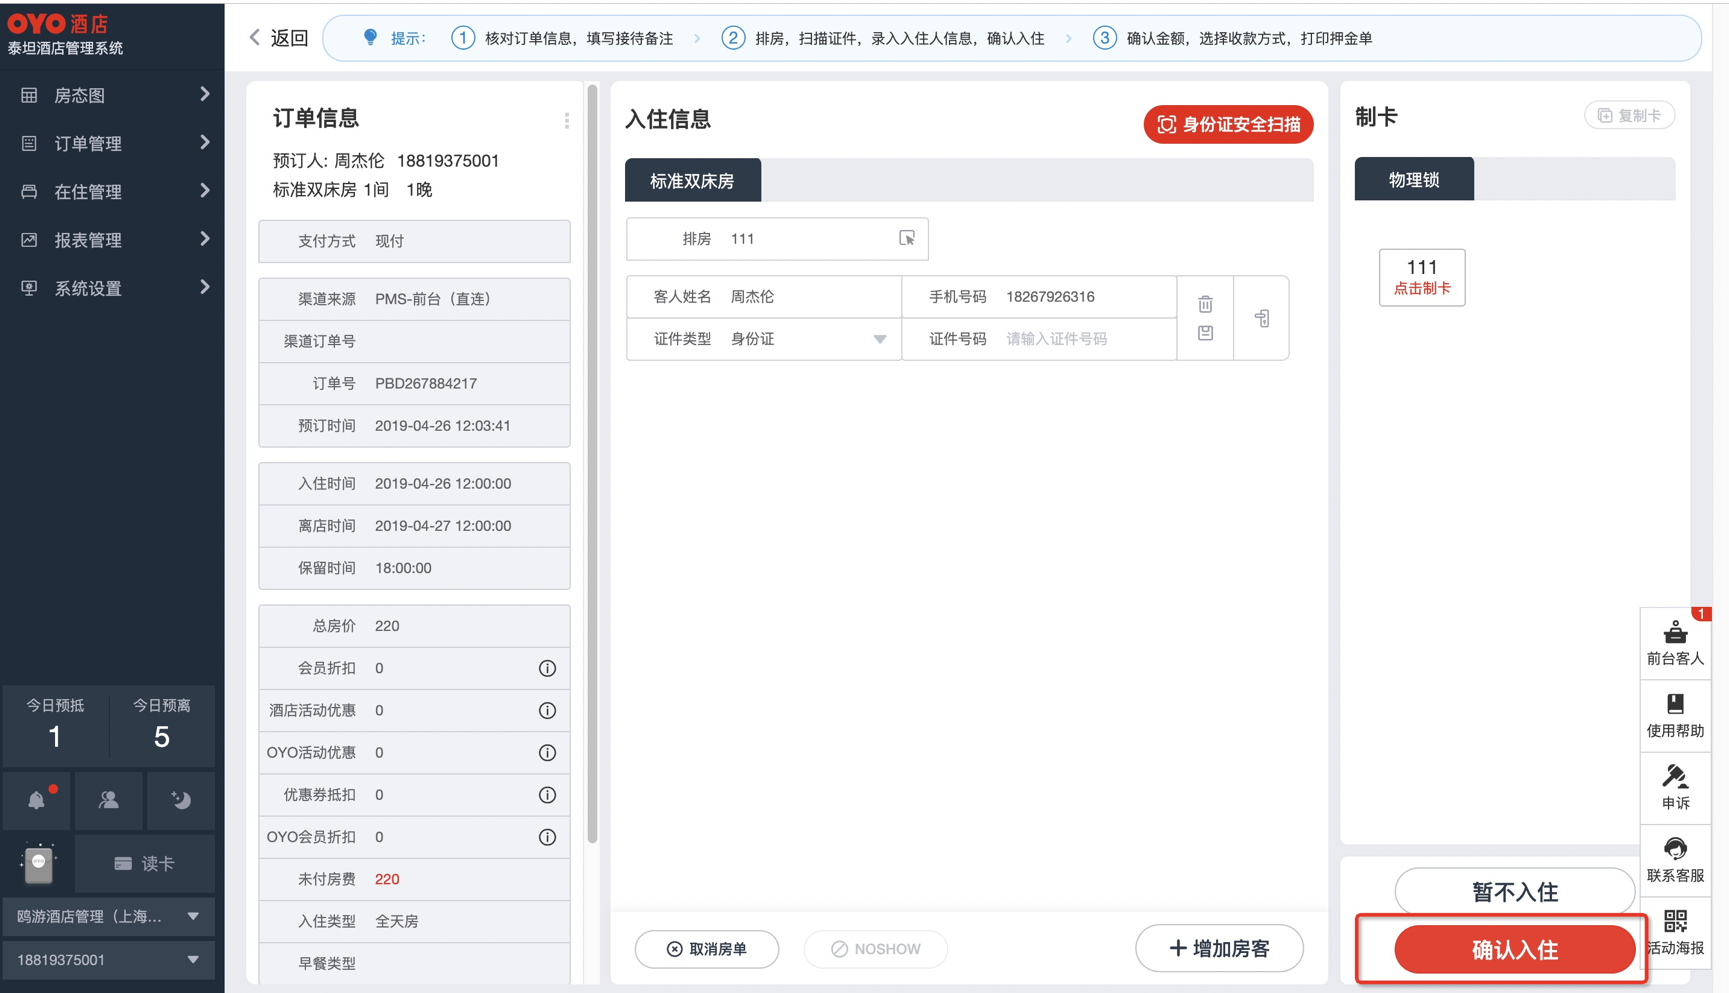 OYO 酒店
泰坦酒店管理系统
房态图
订单管理
在住管理
报表管理
系统设置
今日预抵
1
今日预离
5
读卡
鸥游酒店管理（上海...
18819375001
返回
提示：
1 核对订单信息，填写接待备注
2 排房，扫描证件，录入入住人信息，确认入住
3 确认金额，选择收款方式，打印押金单
订单信息
预订人: 周杰伦 18819375001
标准双床房 1间 1晚
支付方式 现付
渠道来源 PMS-前台（直连）
渠道订单号
订单号 PBD267884217
预订时间 2019-04-26 12:03:41
入住时间 2019-04-26 12:00:00
离店时间 2019-04-27 12:00:00
保留时间 18:00:00
总房价 220
会员折扣 0
酒店活动优惠 0
OYO活动优惠 0
优惠券抵扣 0
OYO会员折扣 0
未付房费 220
入住类型 全天房
早餐类型
入住信息
身份证安全扫描
标准双床房
排房 111
客人姓名 周杰伦
手机号码 18267926316
证件类型 身份证
证件号码 请输入证件号码
取消房单
NOSHOW
增加房客
制卡
复制卡
物理锁
111
点击制卡
暂不入住
确认入住
1
前台客人
使用帮助
申诉
联系客服
活动海报